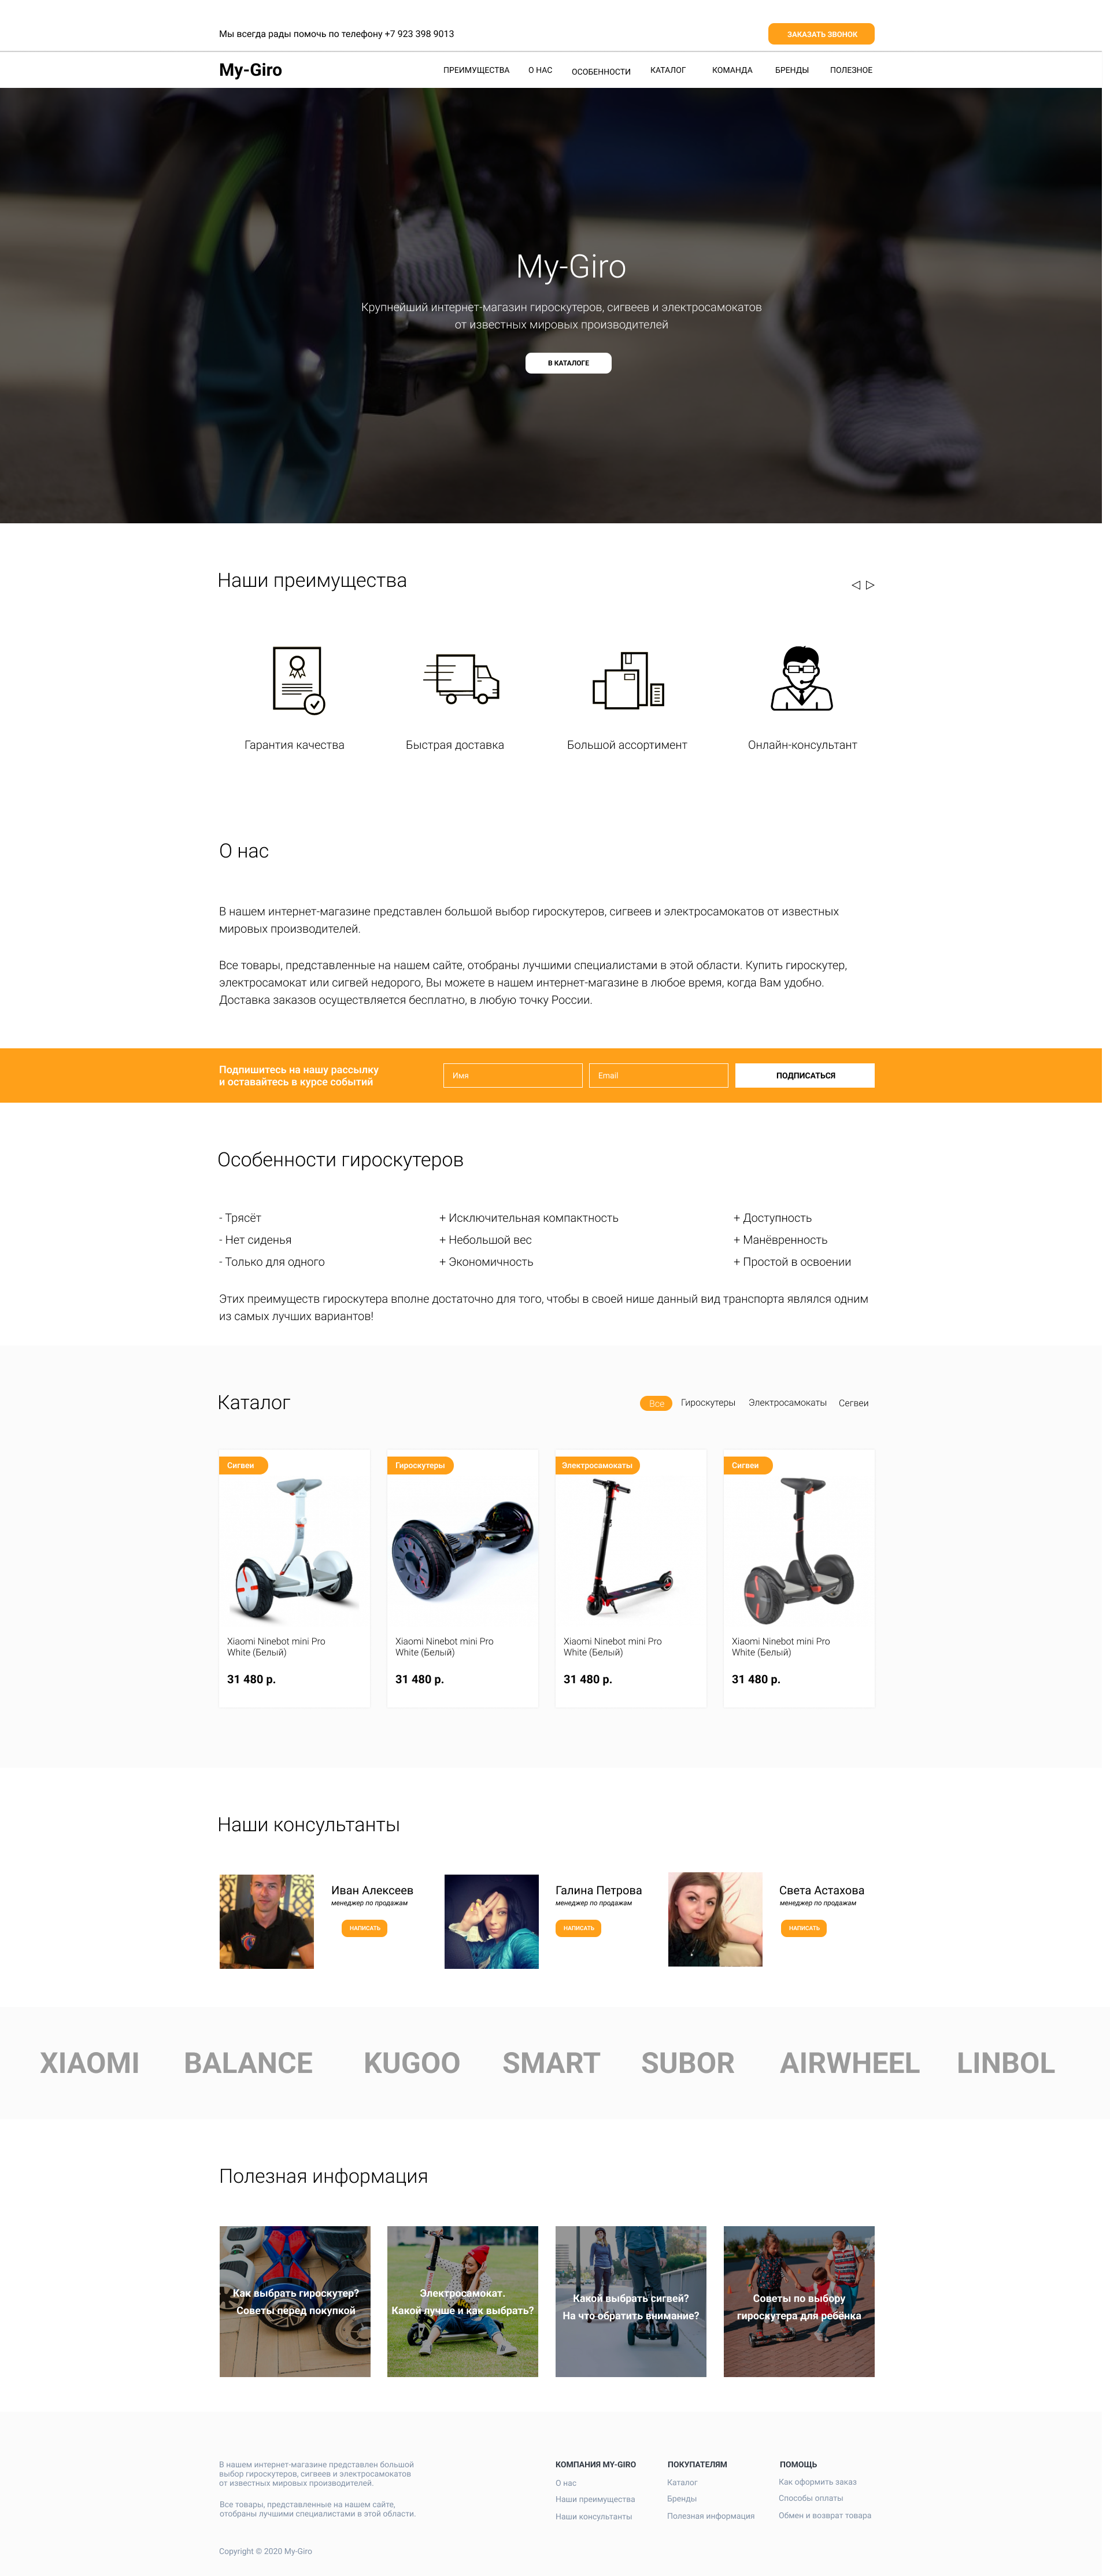 Мы всегда рады помочь по телефону +7 923 398 9013
ЗАКАЗАТЬ ЗВОНОК
My-Giro
ПРЕИМУЩЕСТВА
О НАС
ОСОБЕННОСТИ
КАТАЛОГ
КОМАНДА
БРЕНДЫ
ПОЛЕЗНОЕ
My-Giro
Крупнейший интернет-магазин гироскутеров, сигвеев и электросамокатов
от известных мировых производителей
В КАТАЛОГЕ
Наши преимущества
Гарантия качества
Быстрая доставка
Большой ассортимент
Онлайн-консультант
О нас
В нашем интернет-магазине представлен большой выбор гироскутеров, сигвеев и электросамокатов от известных
мировых производителей.
Все товары, представленные на нашем сайте, отобраны лучшими специалистами в этой области. Купить гироскутер,
электросамокат или сигвей недорого, Вы можете в нашем интернет-магазине в любое время, когда Вам удобно.
Доставка заказов осуществляется бесплатно, в любую точку России.
Подпишитесь на нашу рассылку
и оставайтесь в курсе событий
Имя
Email
ПОДПИСАТЬСЯ
Особенности гироскутеров
- Трясёт
- Нет сиденья
- Только для одного
+ Исключительная компактность
+ Небольшой вес
+ Экономичность
+ Доступность
+ Манёвренность
+ Простой в освоении
Этих преимуществ гироскутера вполне достаточно для того, чтобы в своей нише данный вид транспорта являлся одним
из самых лучших вариантов!
Каталог
Все
Гироскутеры
Электросамокаты
Сегвеи
Сигвеи
Xiaomi Ninebot mini Pro
White (Белый)
31 480 р.
Гироскутеры
Xiaomi Ninebot mini Pro
White (Белый)
31 480 р.
Электросамокаты
Xiaomi Ninebot mini Pro
White (Белый)
31 480 р.
Сигвеи
Xiaomi Ninebot mini Pro
White (Белый)
31 480 р.
Наши консультанты
Иван Алексеев
менеджер по продажам
НАПИСАТЬ
Галина Петрова
менеджер по продажам
НАПИСАТЬ
Света Астахова
менеджер по продажам
НАПИСАТЬ
XIAOMI
BALANCE
KUGOO
SMART
SUBOR
AIRWHEEL
LINBOL
Полезная информация
Как выбрать гироскутер?
Советы перед покупкой
Электросамокат.
Какой лучше и как выбрать?
Какой выбрать сигвей?
На что обратить внимание?
Советы по выбору
гироскутера для ребёнка
В нашем интернет-магазине представлен большой
выбор гироскутеров, сигвеев и электросамокатов
от известных мировых производителей.
Все товары, представленные на нашем сайте,
отобраны лучшими специалистами в этой области.
Copyright © 2020 My-Giro
КОМПАНИЯ MY-GIRO
О нас
Наши преимущества
Наши консультанты
ПОКУПАТЕЛЯМ
Каталог
Бренды
Полезная информация
ПОМОЩЬ
Как оформить заказ
Способы оплаты
Обмен и возврат товара